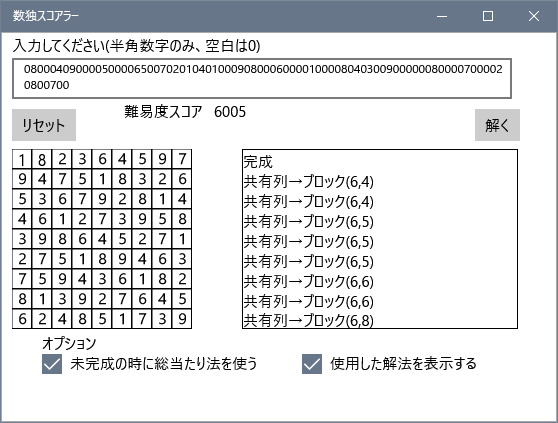 数独スコアラー
入力してください(半角数字のみ、空白は0)
080004090000500006500702010401000908000600001000804030090000008000070000 2
0800700
難易度スコア 6005
リセット
解く
1 8 2 3 6 4 5 9 7
9 4 7 5 1 8 3 2 6
5 3 6 7 9 2 8 1 4
4 6 1 2 7 3 9 5 8
3 9 8 6 4 5 2 7 1
2 7 5 1 8 9 4 6 3
7 5 9 4 3 6 1 8 2
8 1 3 9 2 7 6 4 5
6 2 4 8 5 1 7 3 9
完成
共有列→ブロック(6,4)
共有列→ブロック(6,4)
共有列→ブロック(6,5)
共有列→ブロック(6,5)
共有列→ブロック(6,5)
共有列→ブロック(6,6)
共有列→ブロック(6,6)
共有列→ブロック(6,8)
オプション
未完成の時に総当たり法を使う
使用した解法を表示する